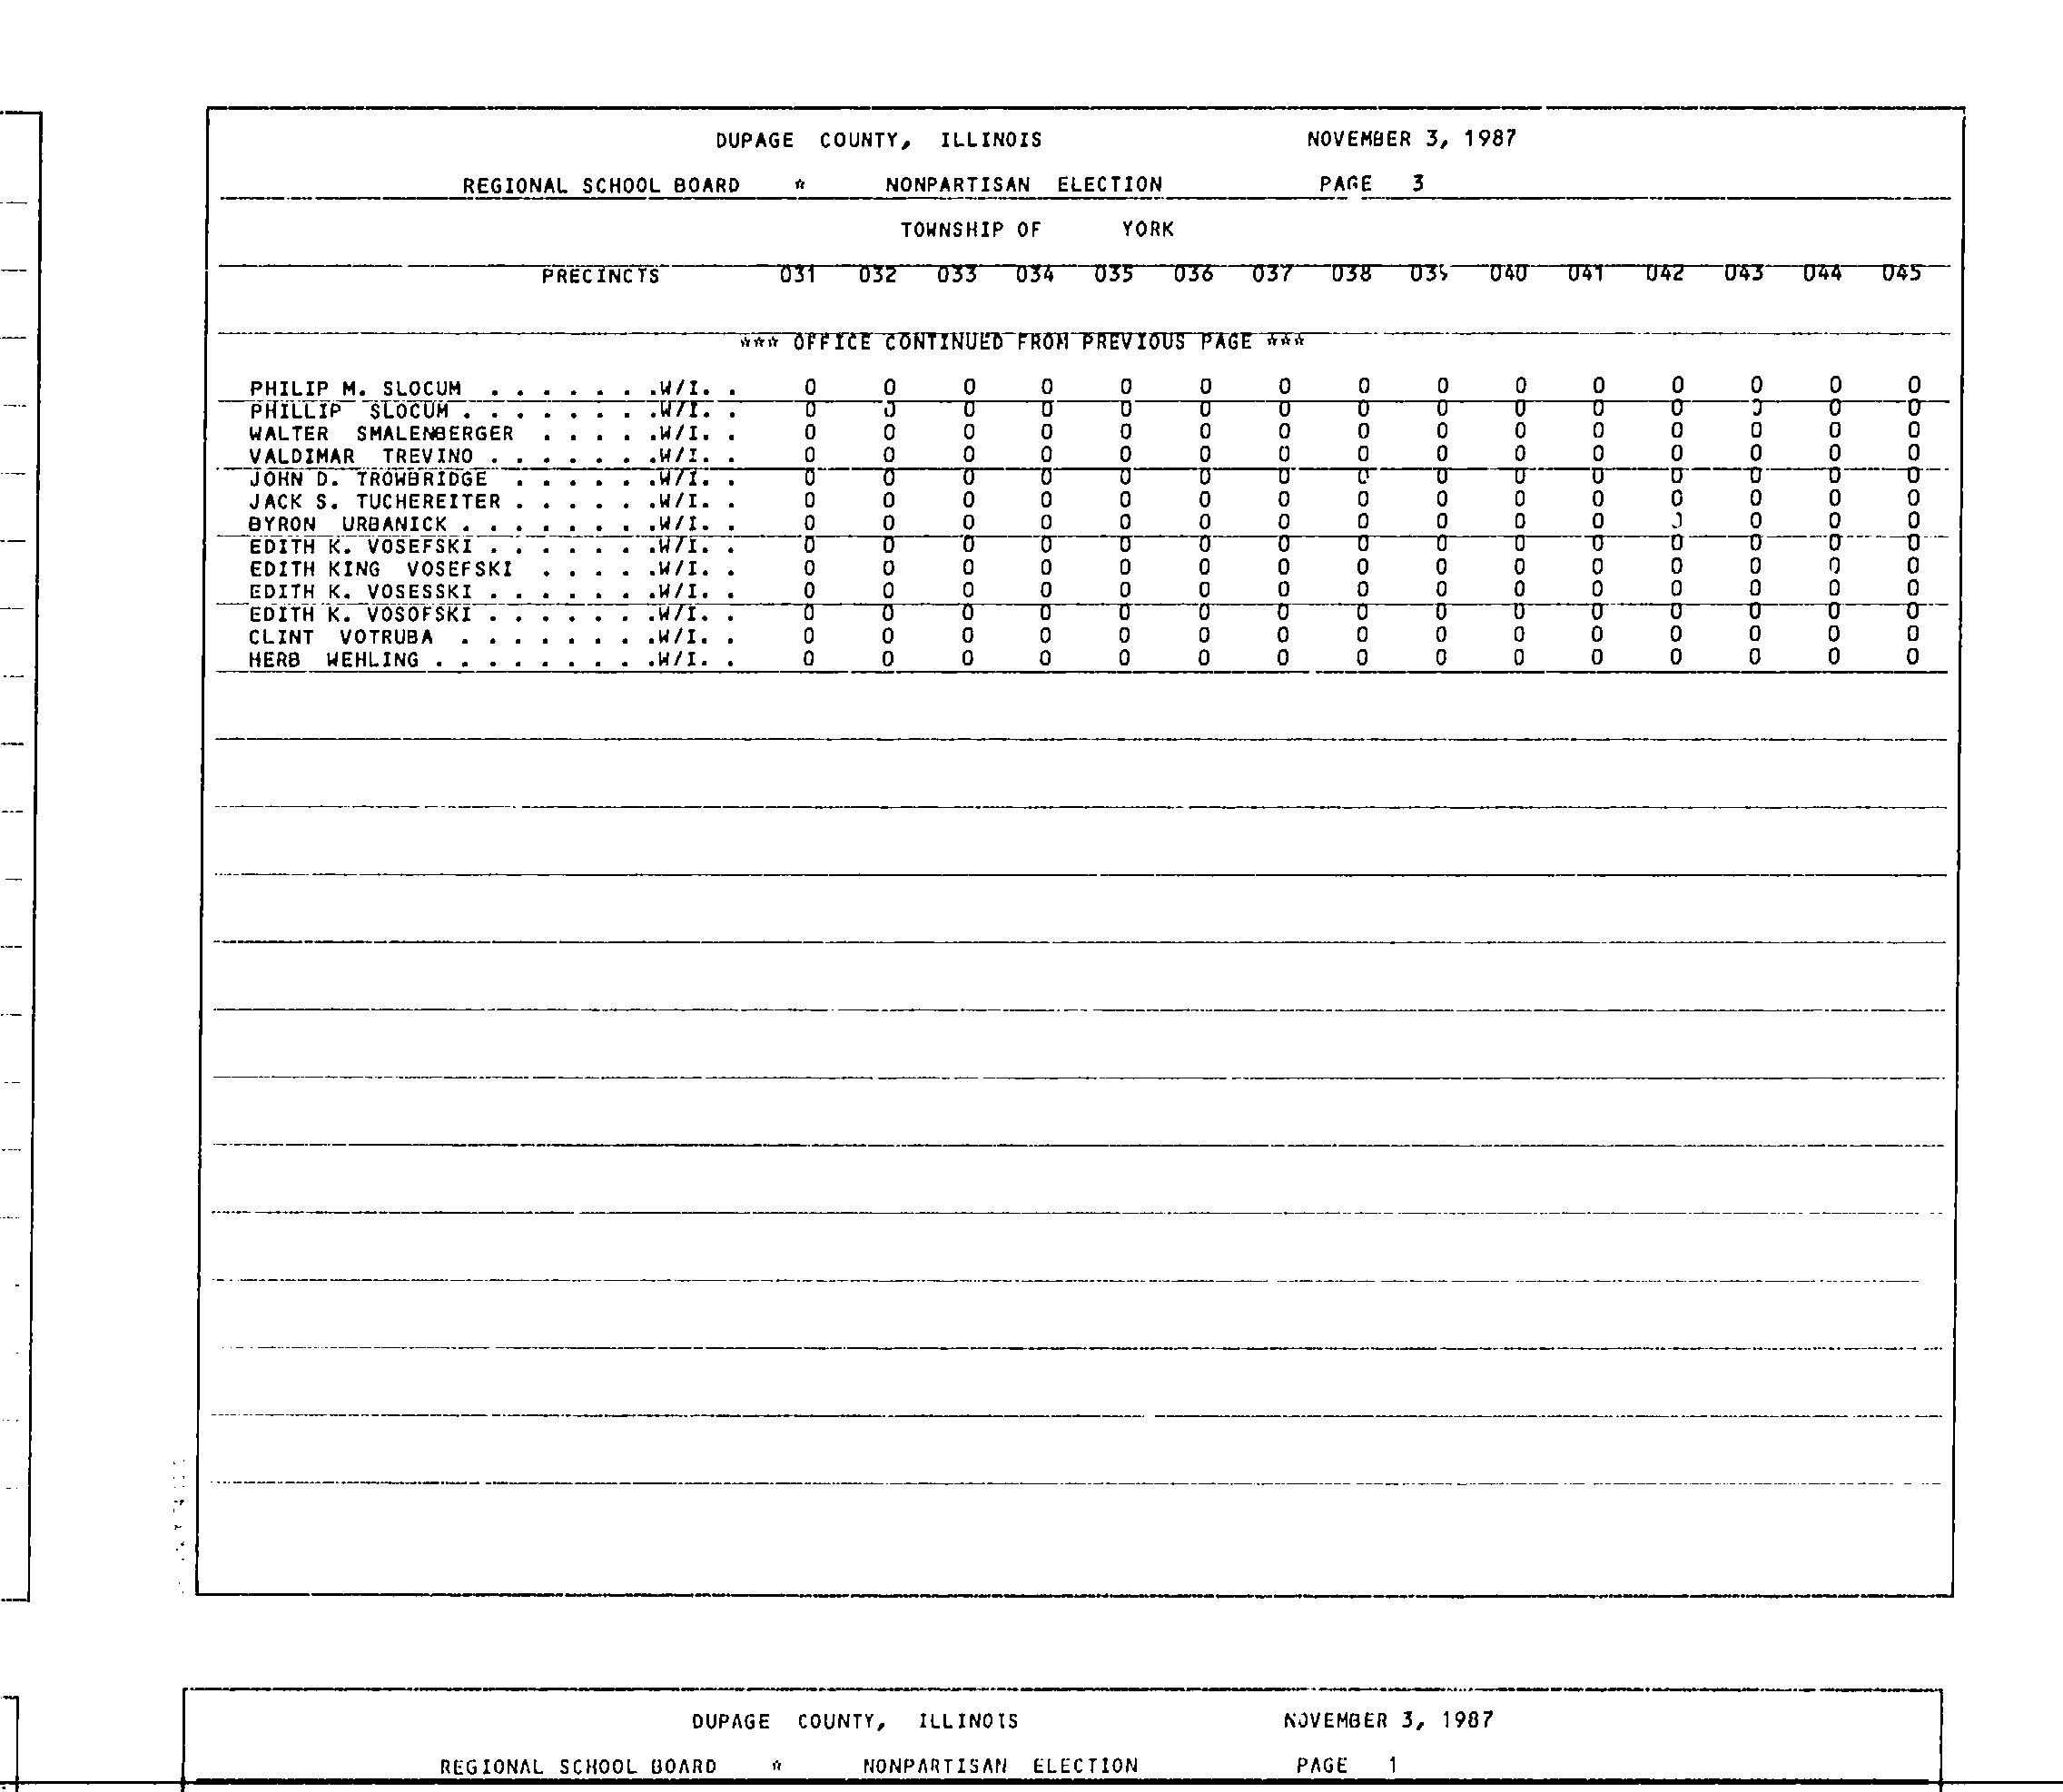 DUPAGE COUNTY, ILLINOIS NOVEMBER 3, 1987
REGIONAL SCHOOL BOARD * NONPARTISAN ELECTION PAGE 3
TOWNSHIP OF YORK
PRECINCTS 031 032 033 034 035 036 037 038 039 040 041 042 043 044 045
*** OFFICE CONTINUED FROM PREVIOUS PAGE ***
PHILIP M. SLOCUM . . . . . . .W/I. . 0 0 0 0 0 0 0 0 0 0 0 0 0 0 0
PHILLIP SLOCUM . . . . . . . .W/I. . 0 0 0 0 0 0 0 0 0 0 0 0 0 0 0
WALTER SMALENBERGER . . . . .W/I. . 0 0 0 0 0 0 0 0 0 0 0 0 0 0 0
VALDIMAR TREVINO . . . . . . .W/I. . 0 0 0 0 0 0 0 0 0 0 0 0 0 0 0
JOHN D. TROWBRIDGE . . . . . .W/I. . 0 0 0 0 0 0 0 0 0 0 0 0 0 0 0
JACK S. TUCHEREITER . . . . . .W/I. . 0 0 0 0 0 0 0 0 0 0 0 0 0 0 0
BYRON URBANICK . . . . . . . .W/I. . 0 0 0 0 0 0 0 0 0 0 0 0 0 0 0
EDITH K. VOSEFSKI . . . . . . .W/I. . 0 0 0 0 0 0 0 0 0 0 0 0 0 0 0
EDITH KING VOSEFSKI . . . . .W/I. . 0 0 0 0 0 0 0 0 0 0 0 0 0 0 0
EDITH K. VOSESSKI . . . . . . .W/I. . 0 0 0 0 0 0 0 0 0 0 0 0 0 0 0
EDITH K. VOSOFSKI . . . . . . .W/I. . 0 0 0 0 0 0 0 0 0 0 0 0 0 0 0
CLINT VOTRUBA . . . . . . . .W/I. . 0 0 0 0 0 0 0 0 0 0 0 0 0 0 0
HERB WEHLING . . . . . . . . .W/I. . 0 0 0 0 0 0 0 0 0 0 0 0 0 0 0
DUPAGE COUNTY, ILLINOIS NOVEMBER 3, 1987
REGIONAL SCHOOL BOARD * NONPARTISAN ELECTION PAGE 1